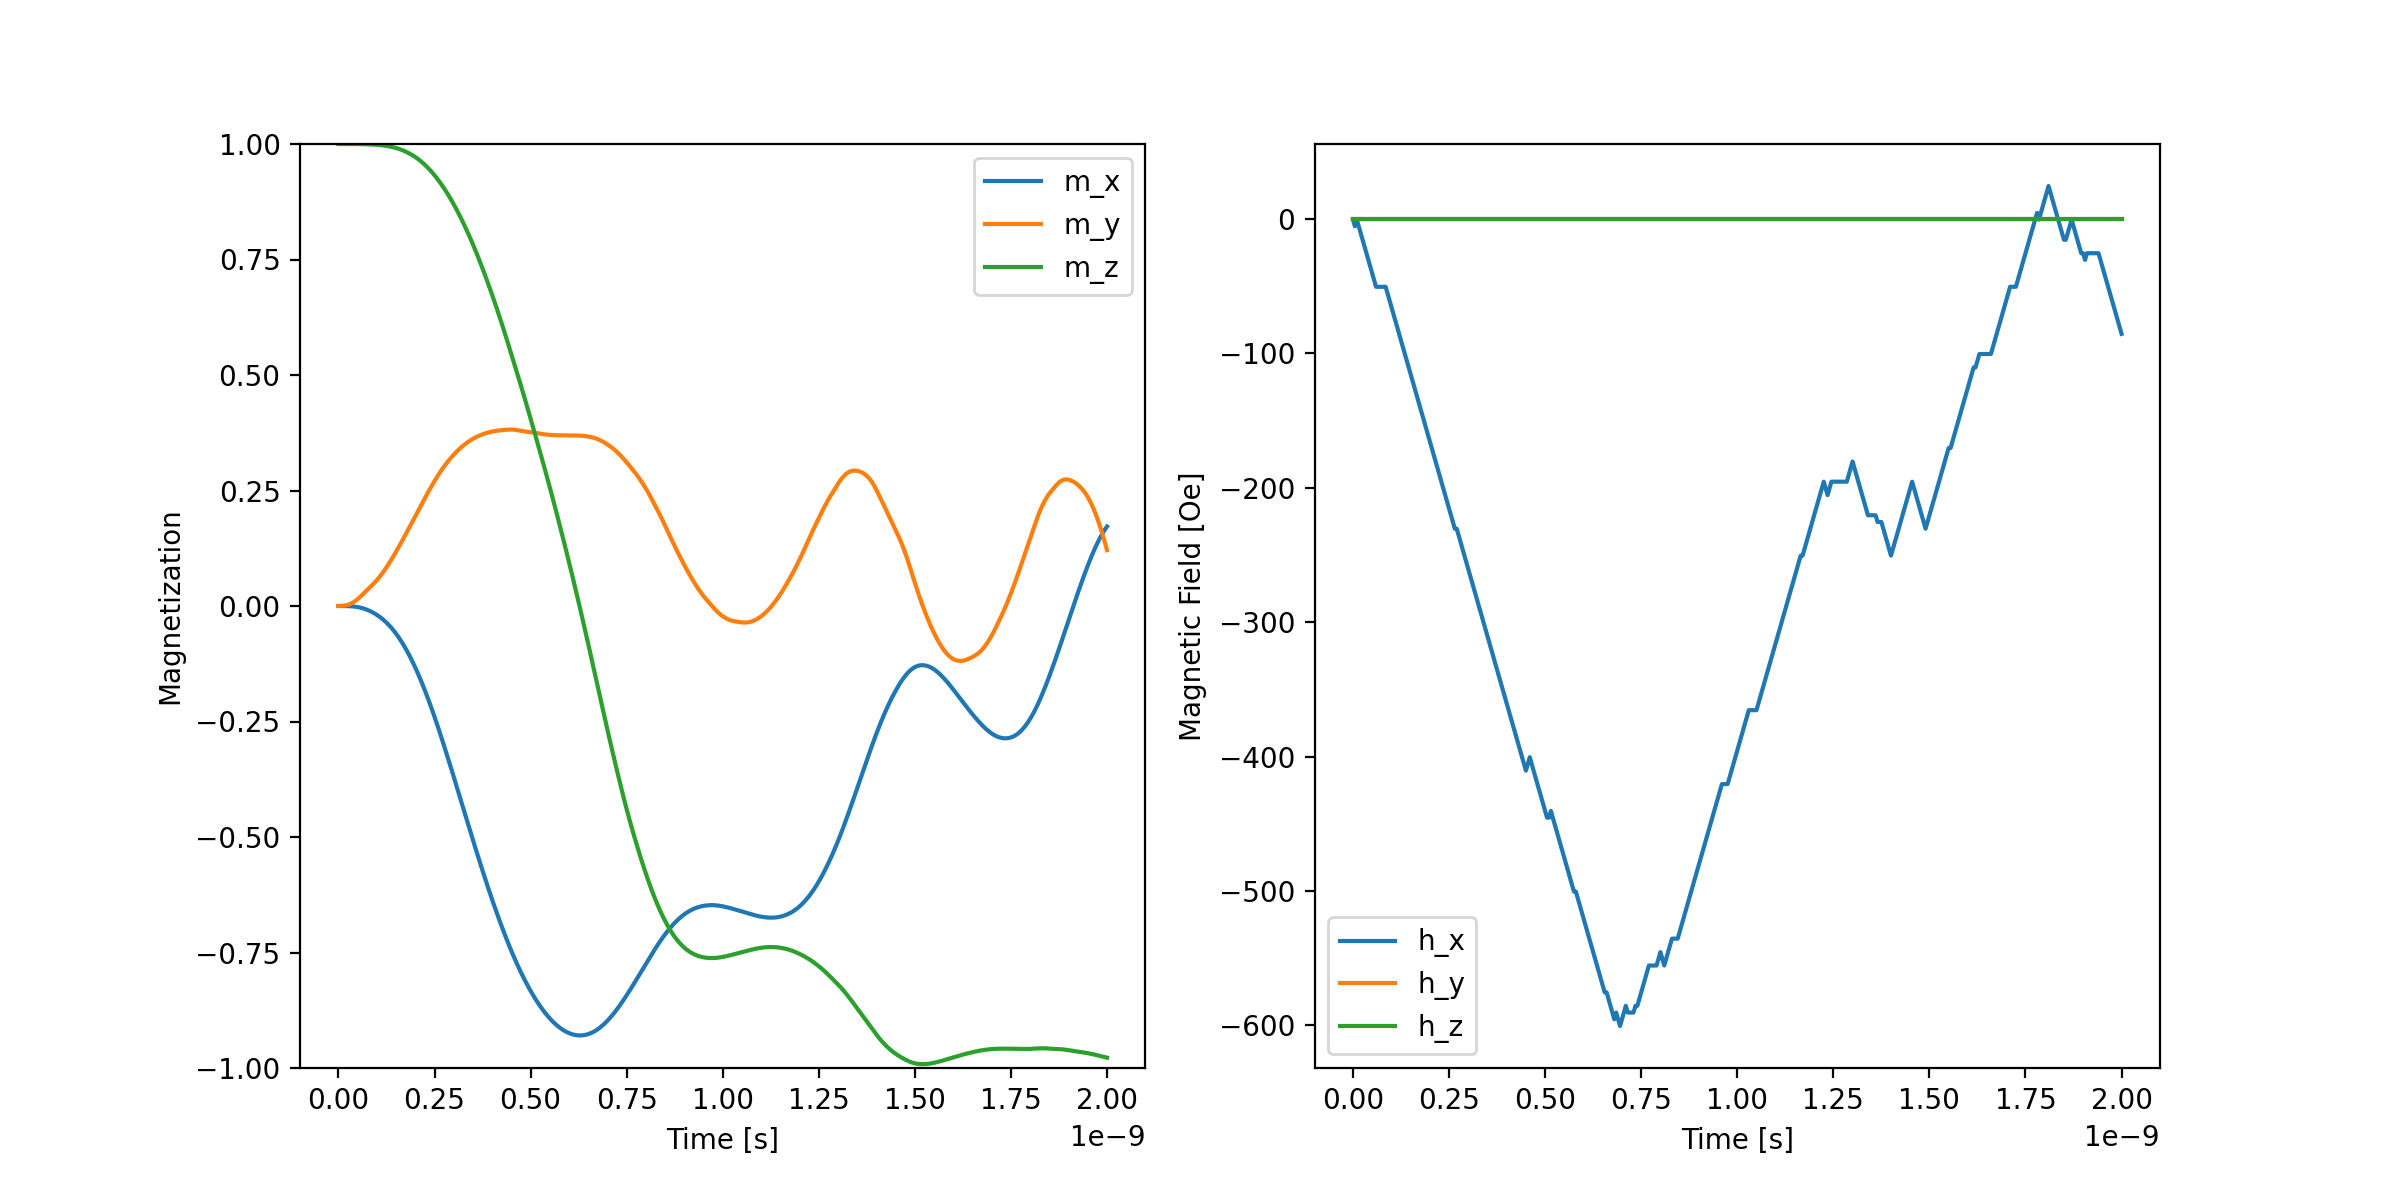 1.00
0.75
0.50
0.25
0.00
−0.25
−0.50
−0.75
−1.00
Magnetization
m_x
m_y
m_z
0.00 0.25 0.50 0.75 1.00 1.25 1.50 1.75 2.00
Time [s]
1e−9
0
−100
−200
−300
−400
−500
−600
Magnetic Field [Oe]
h_x
h_y
h_z
0.00 0.25 0.50 0.75 1.00 1.25 1.50 1.75 2.00
Time [s]
1e−9